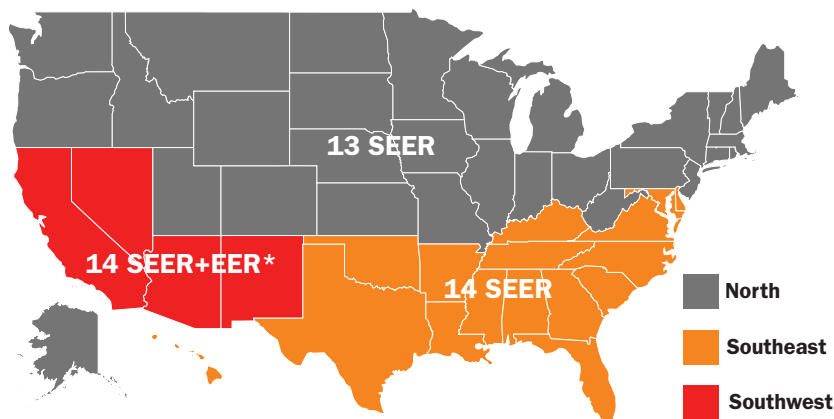 13 SEER
14 SEER+EER*
14 SEER
North
Southeast
Southwest